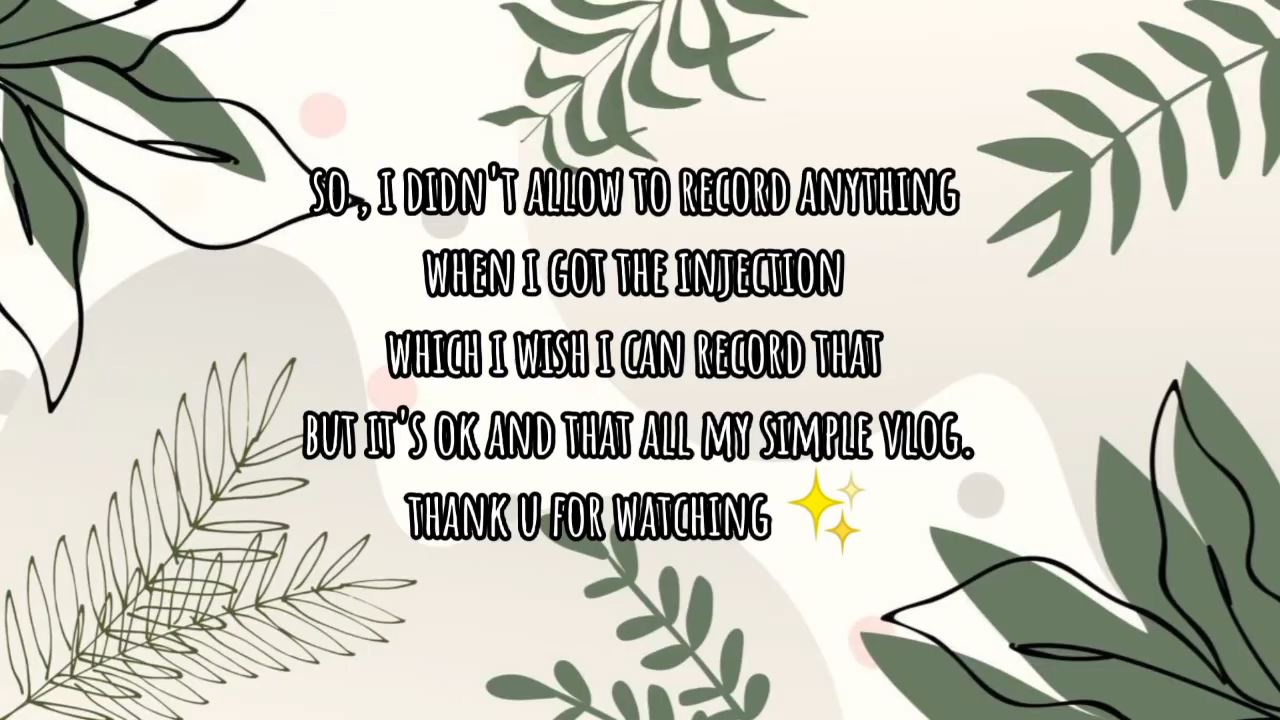 SO , I DIDN'T ALLOW TO RECORD ANYTHING
WHEN I GOT THE INJECTION
WHICH I WISH I CAN RECORD THAT
BUT IT'S OK AND THAT ALL MY SIMPLE VLOG.
THANK U FOR WATCHING ✨